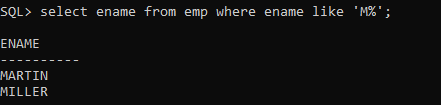 SQL> select ename from emp where ename like 'M%';
ENAME
----------
MARTIN
MILLER